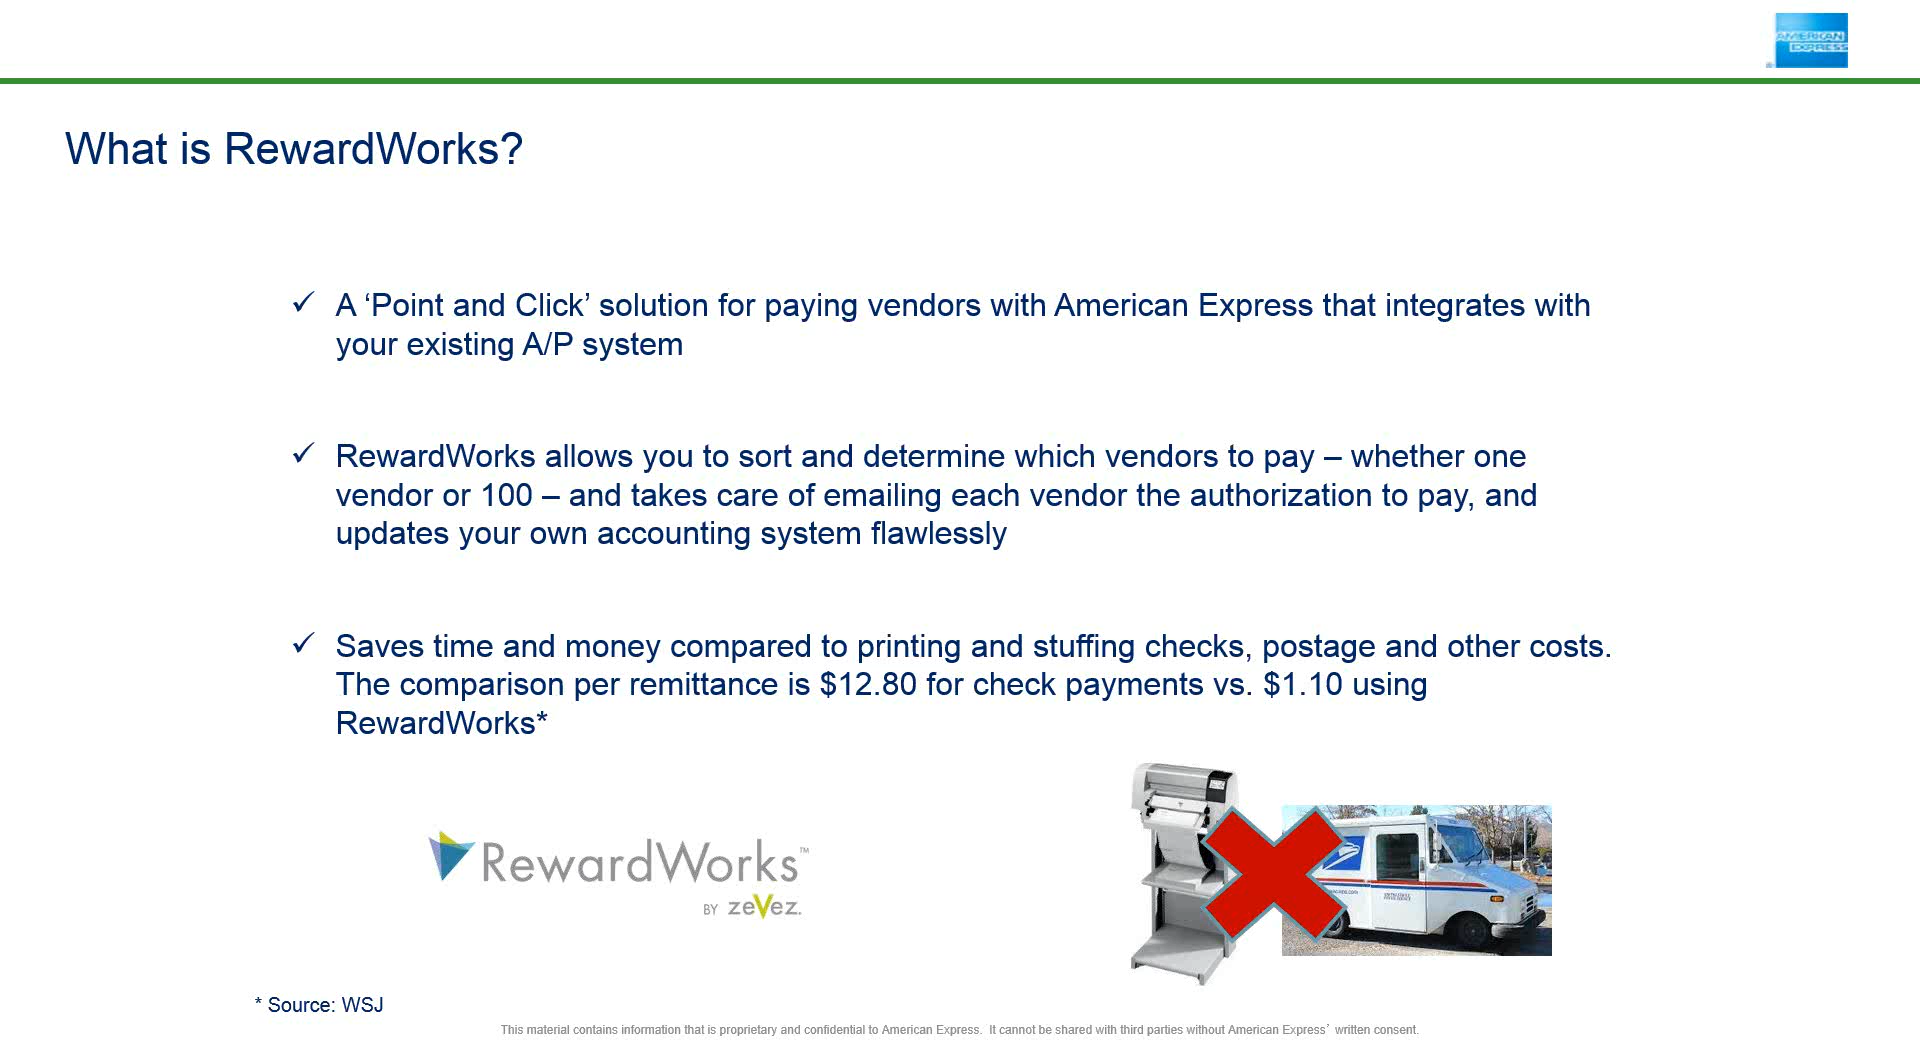 AMERICAN
EXPRESS
What is RewardWorks?
✓ A ‘Point and Click’ solution for paying vendors with American Express that integrates with
your existing A/P system
✓ RewardWorks allows you to sort and determine which vendors to pay – whether one
vendor or 100 – and takes care of emailing each vendor the authorization to pay, and
updates your own accounting system flawlessly
✓ Saves time and money compared to printing and stuffing checks, postage and other costs.
The comparison per remittance is $12.80 for check payments vs. $1.10 using
RewardWorks*
RewardWorks™
BY zeVez.
* Source: WSJ
This material contains information that is proprietary and confidential to American Express. It cannot be shared with third parties without American Express’ written consent.